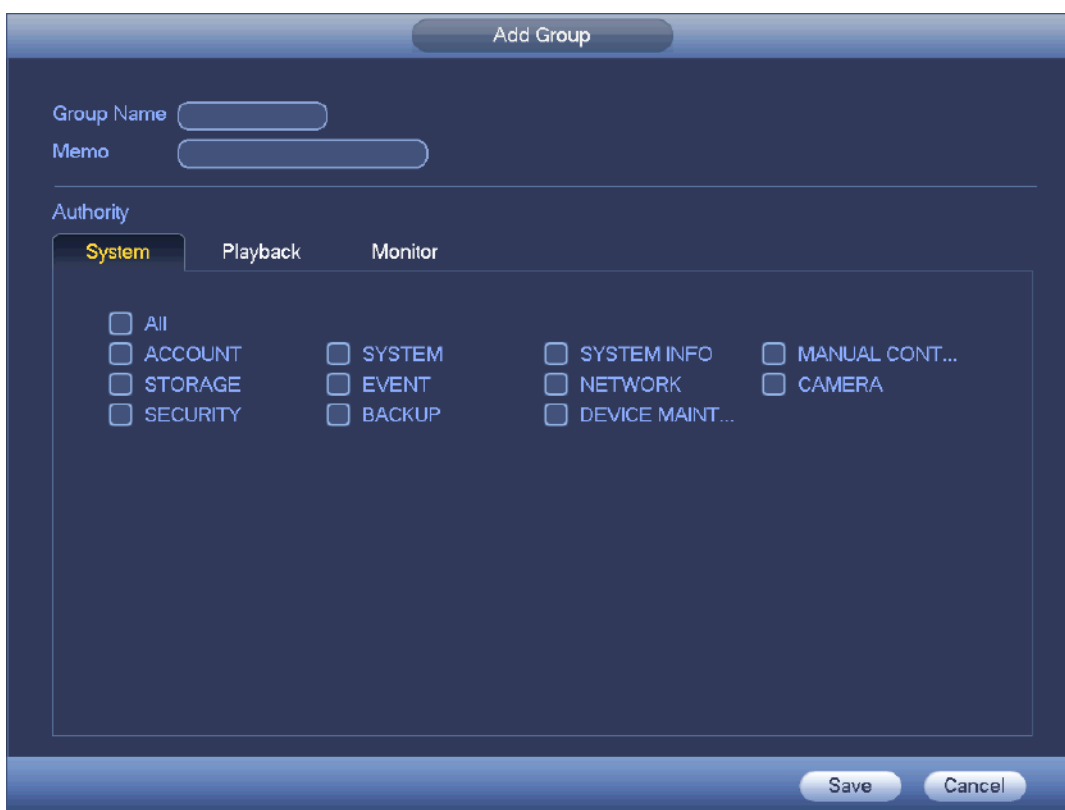 Add Group
Group Name
Memo
Authority
System Playback Monitor
All
ACCOUNT SYSTEM SYSTEM INFO MANUAL CONT...
STORAGE EVENT NETWORK CAMERA
SECURITY BACKUP DEVICE MAINT...
Save Cancel